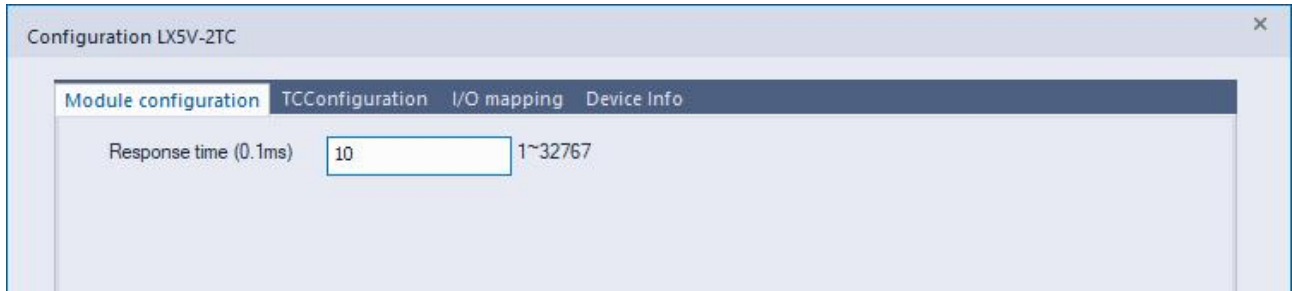 Configuration LX5V-2TC
Module configuration TCConfiguration I/O mapping Device Info
Response time (0.1ms) 10 1~32767